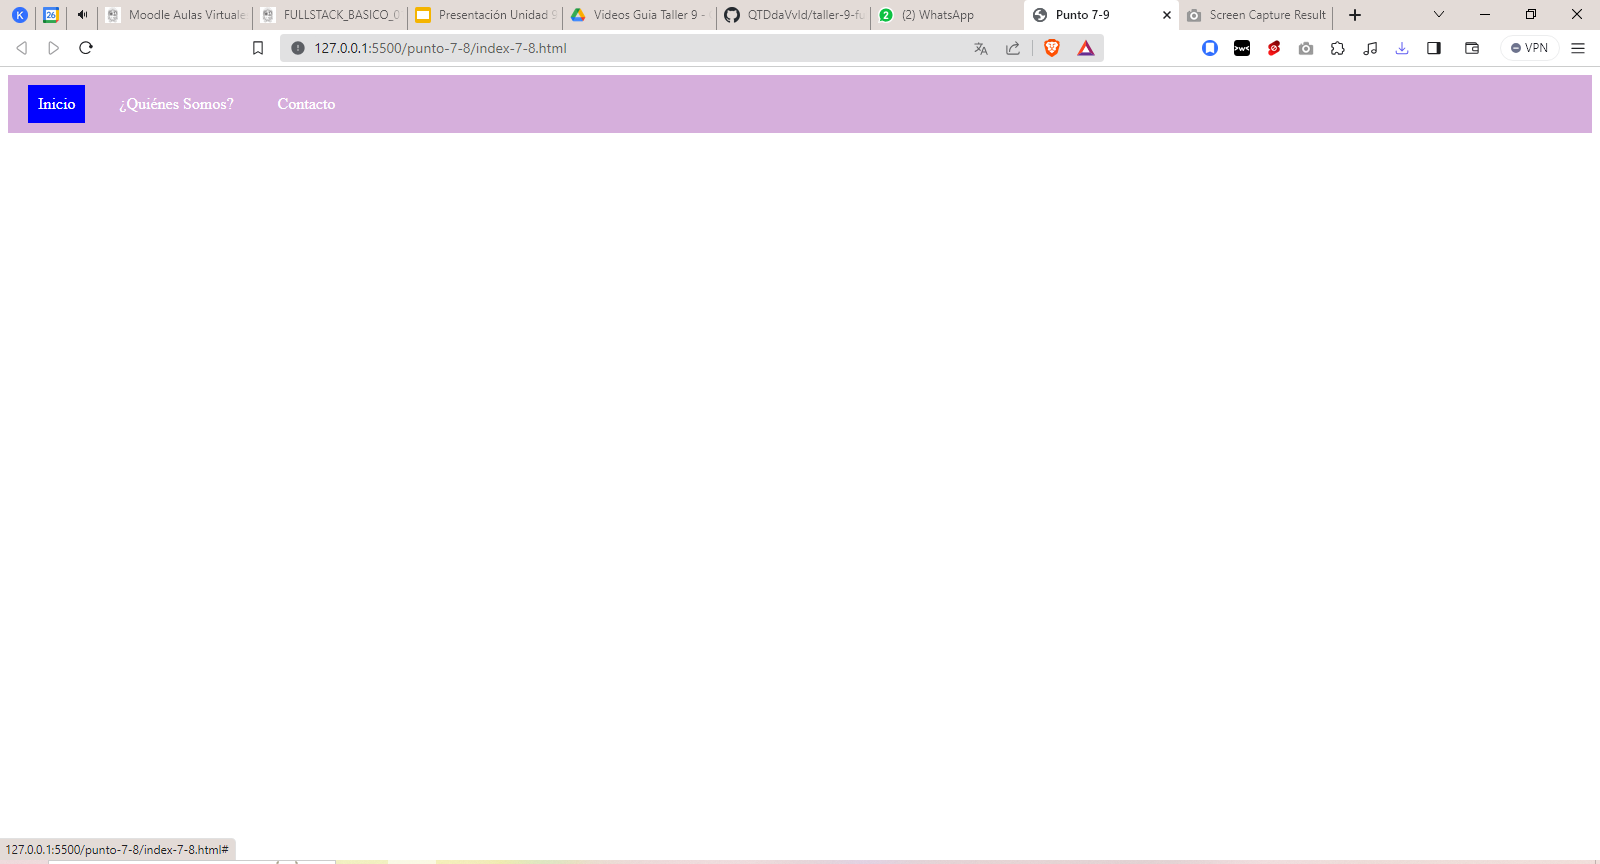 K
26
Moodle Aulas Virtuale
FULLSTACK_BASICO_0
Presentación Unidad 9
Videos Guia Taller 9 -
QTDdaVvld/taller-9-fu
2
(2) WhatsApp
Punto 7-9
Screen Capture Result
127.0.0.1:5500/punto-7-8/index-7-8.html
>w<
VPN
Inicio
¿Quiénes Somos?
Contacto
127.0.0.1:5500/punto-7-8/index-7-8.html#